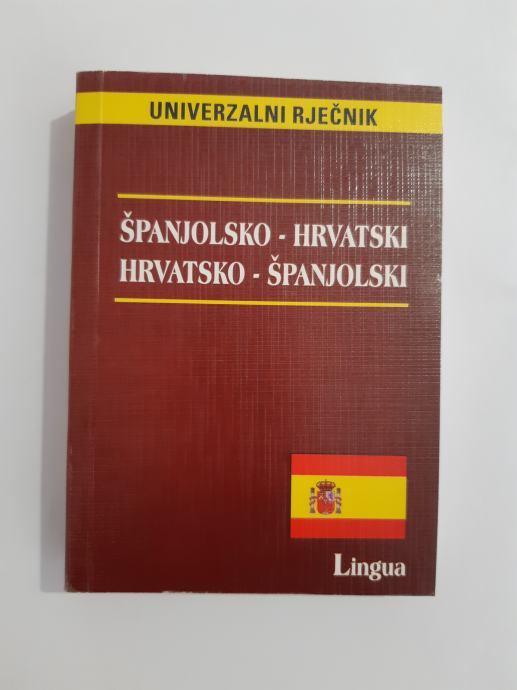 UNIVERZALNI RJEČNIK
ŠPANJOLSKO - HRVATSKI
HRVATSKO - ŠPANJOLSKI
Lingua